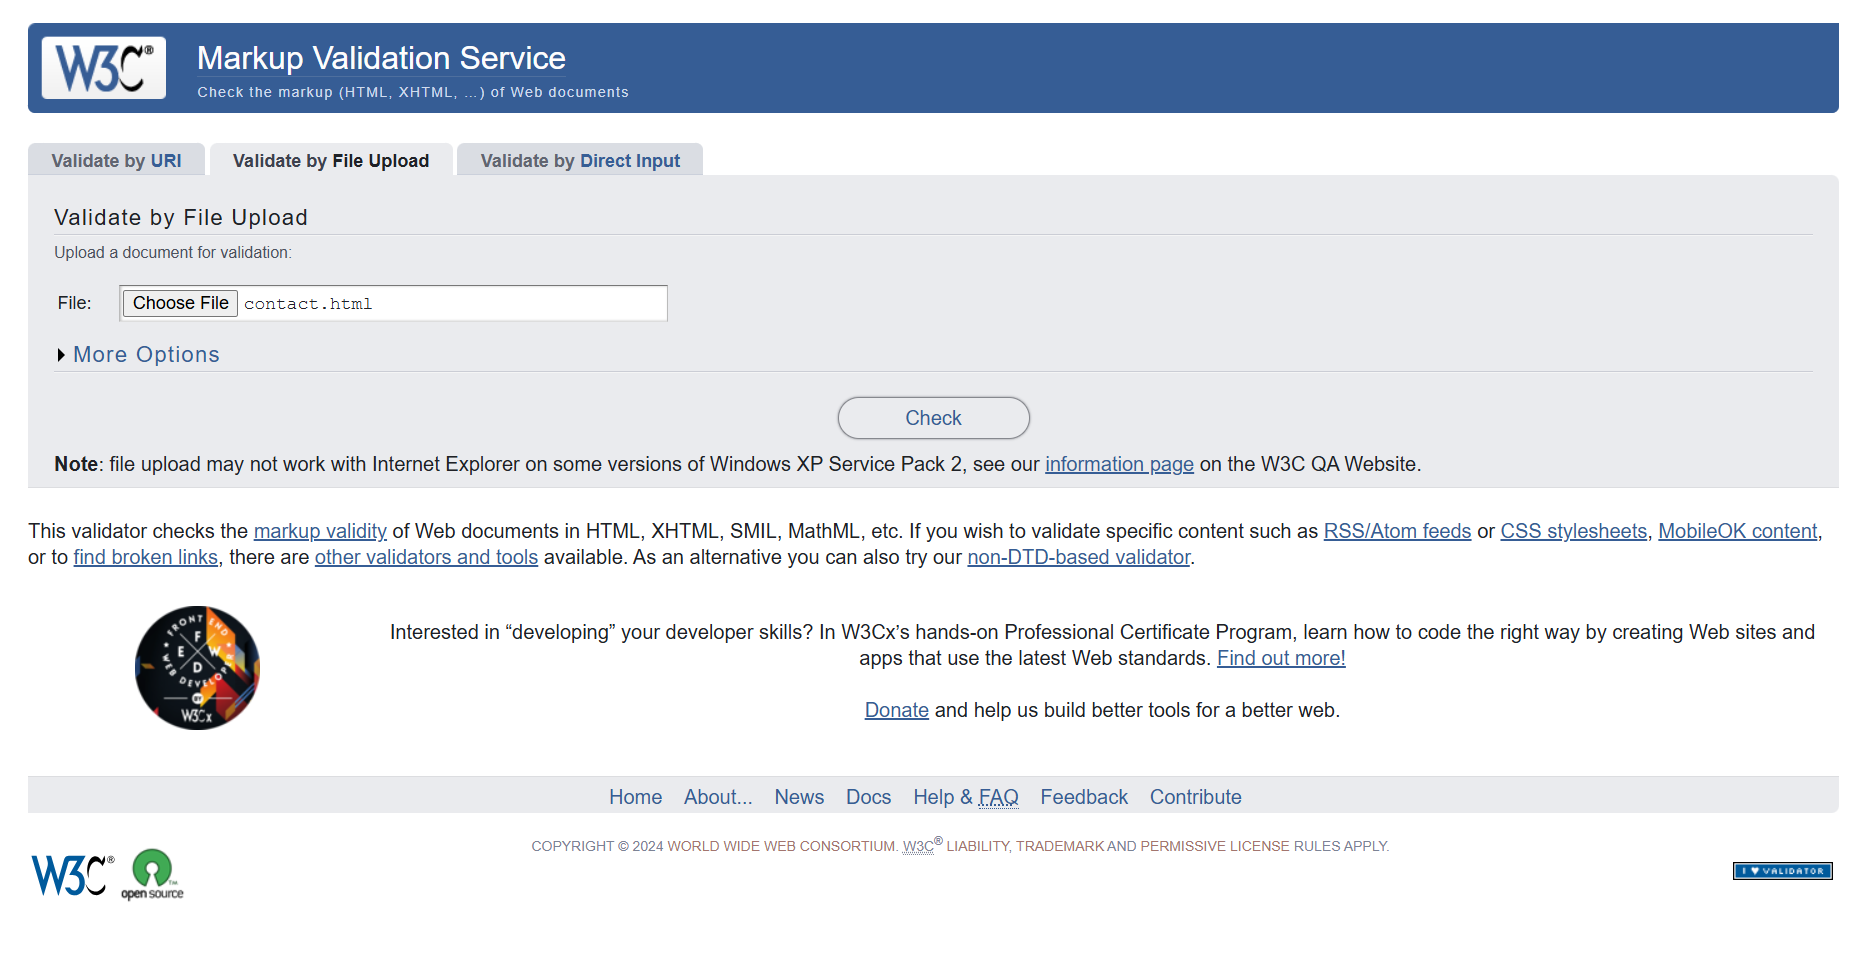 W3C®
Markup Validation Service
Check the markup (HTML, XHTML, …) of Web documents
Validate by URI
Validate by File Upload
Validate by Direct Input
Validate by File Upload
Upload a document for validation:
File: Choose File contact.html
More Options
Check
Note: file upload may not work with Internet Explorer on some versions of Windows XP Service Pack 2, see our information page on the W3C QA Website.
This validator checks the markup validity of Web documents in HTML, XHTML, SMIL, MathML, etc. If you wish to validate specific content such as RSS/Atom feeds or CSS stylesheets, MobileOK content,
or to find broken links, there are other validators and tools available. As an alternative you can also try our non-DTD-based validator.
FRONT END
F
E W
D
WEB DEVELOPER
BY
W3Cx
Interested in “developing” your developer skills? In W3Cx’s hands-on Professional Certificate Program, learn how to code the right way by creating Web sites and
apps that use the latest Web standards. Find out more!
Donate and help us build better tools for a better web.
Home About... News Docs Help & FAQ Feedback Contribute
COPYRIGHT © 2024 WORLD WIDE WEB CONSORTIUM. W3C® LIABILITY, TRADEMARK AND PERMISSIVE LICENSE RULES APPLY.
W3C®
open source™
I ♥ VALIDATOR